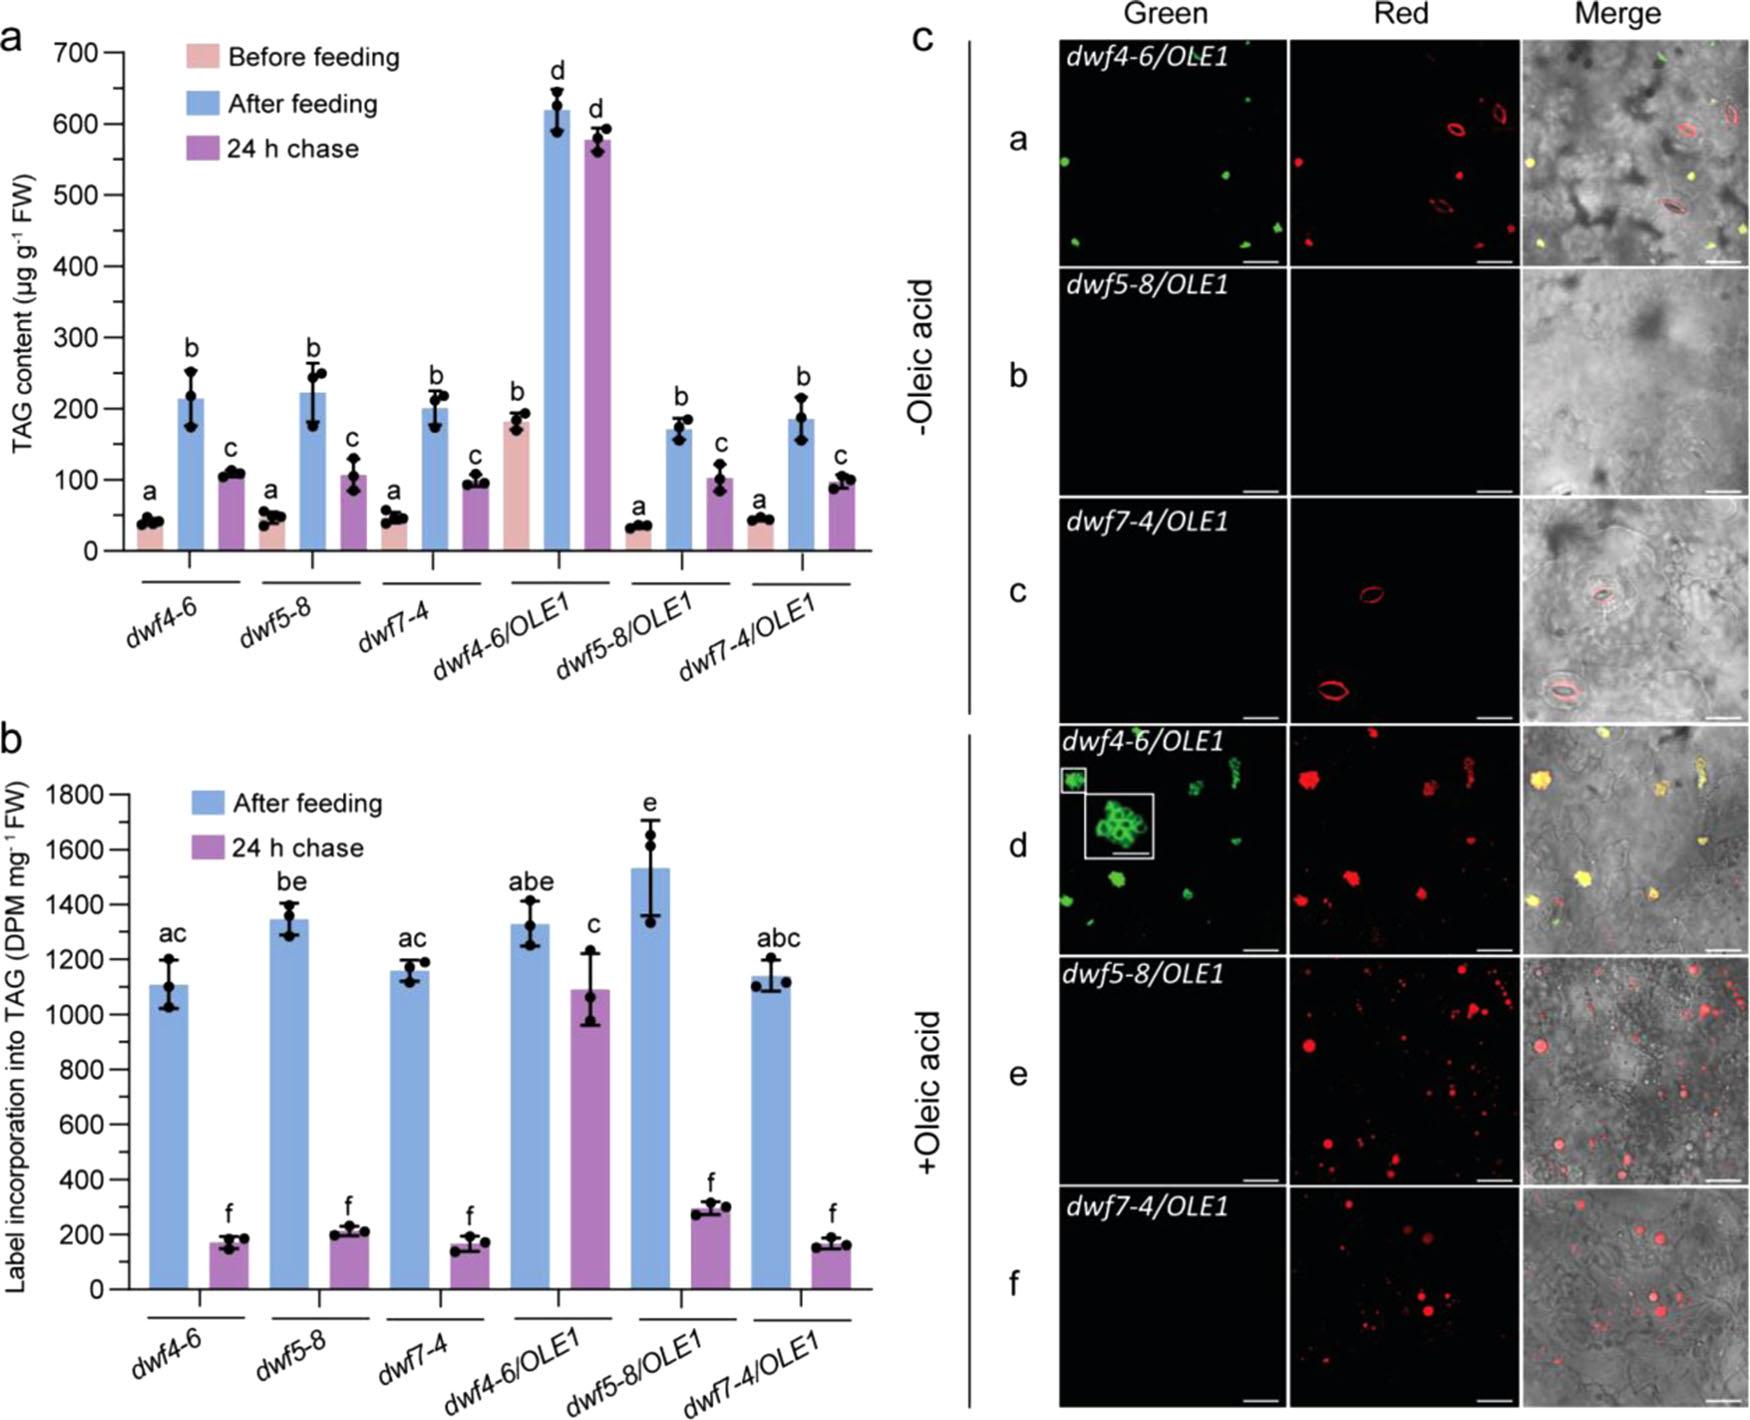 a
Before feeding
After feeding
24 h chase
TAG content (µg g⁻¹ FW)
700
600
500
400
300
200
100
0
a b c
a b c
a b c
b d d
a b c
a b c
dwf4-6
dwf5-8
dwf7-4
dwf4-6/OLE1
dwf5-8/OLE1
dwf7-4/OLE1
b
After feeding
24 h chase
Label incorporation into TAG (DPM mg⁻¹ FW)
1800
1600
1400
1200
1000
800
600
400
200
0
ac f
be f
ac f
abe c
e f
abc f
dwf4-6
dwf5-8
dwf7-4
dwf4-6/OLE1
dwf5-8/OLE1
dwf7-4/OLE1
c
Green Red Merge
-Oleic acid
a
dwf4-6/OLE1
b
dwf5-8/OLE1
c
dwf7-4/OLE1
+Oleic acid
d
dwf4-6/OLE1
e
dwf5-8/OLE1
f
dwf7-4/OLE1